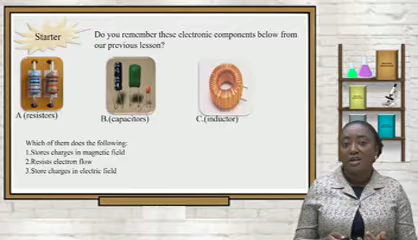 Starter
Do you remember these electronic components below from
our previous lesson?
A (resistors)
B.(capacitors)
C.(inductor)
Which of them does the following:
1.Stores charges in magnetic field
2.Resists electron flow
3.Store charges in electric field